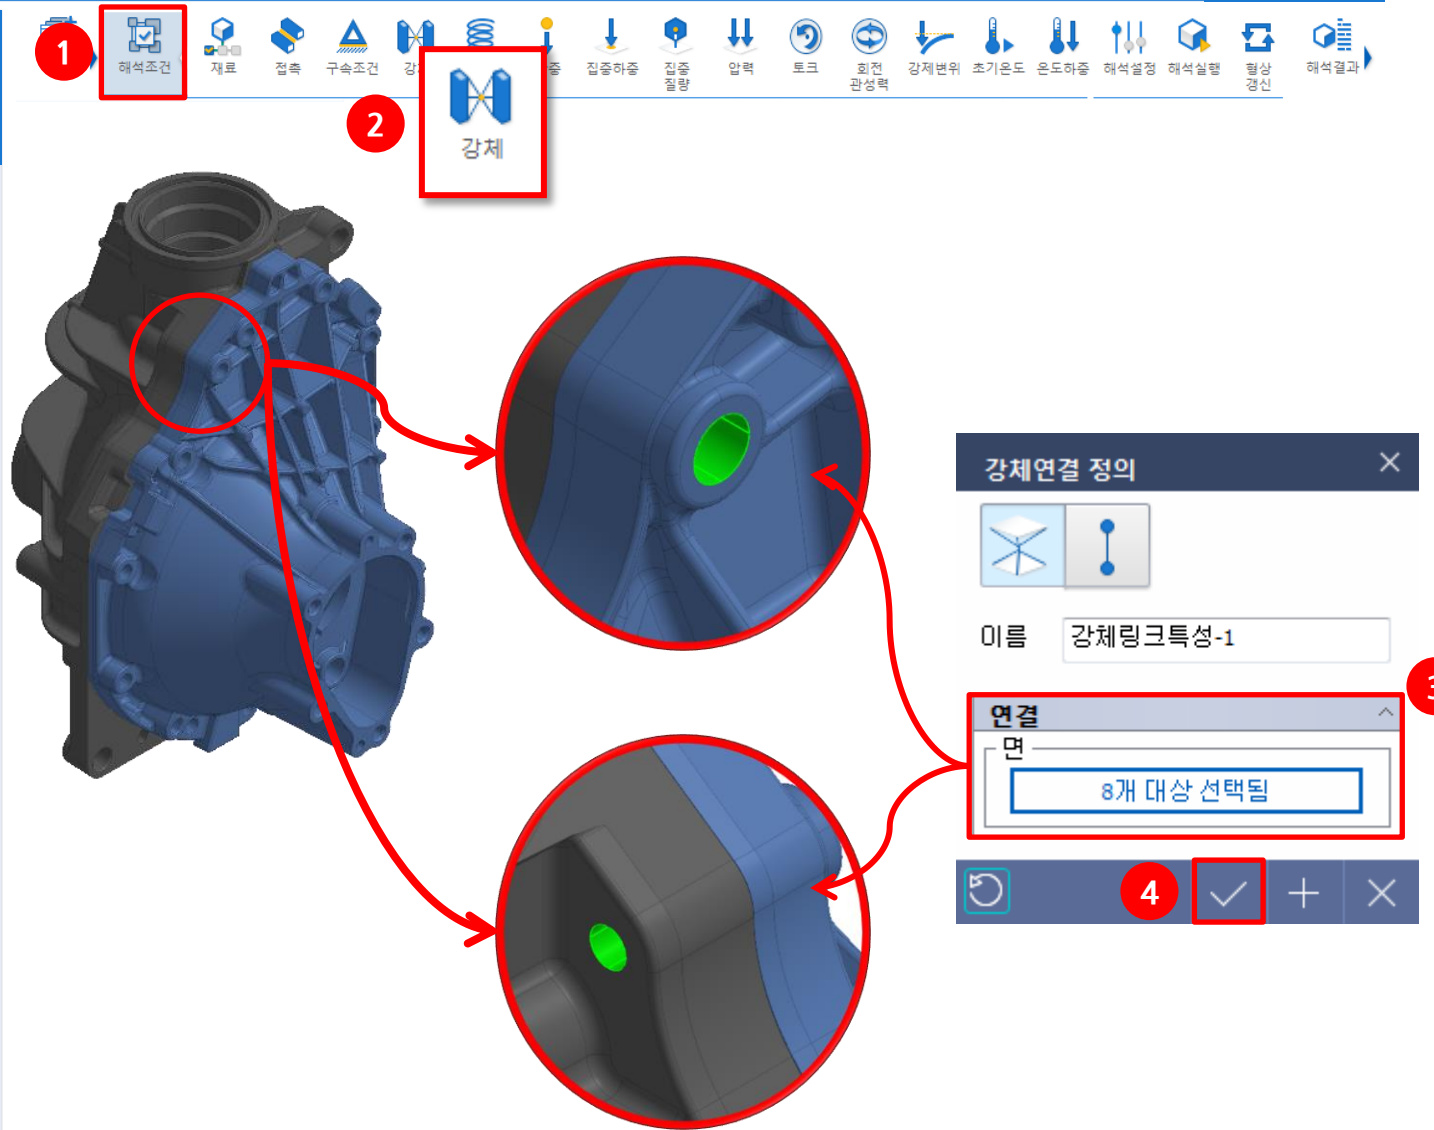 1
해석조건
재료
접촉
구속조건
중
집중하중
집중
질량
압력
토크
회전
관성력
강제변위
초기온도
온도하중
해석설정
해석실행
형상
갱신
해석결과
2
강체
강체연결 정의
이름
강체링크특성-1
3
연결
면
8개 대상 선택됨
4